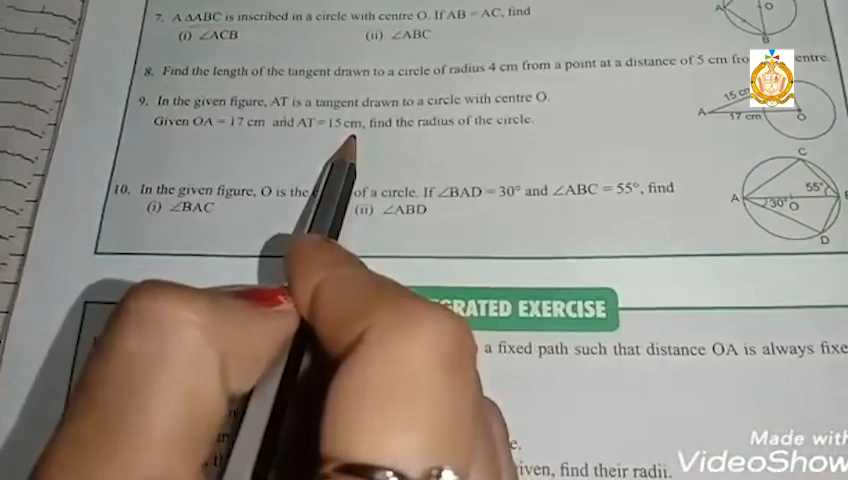 7. A ΔABC is inscribed in a circle with centre O. If AB = AC, find
(i) ∠ACB (ii) ∠ABC
A O
B
8. Find the length of the tangent drawn to a circle of radius 4 cm from a point at a distance of 5 cm fro entre.
9. In the given figure, AT is a tangent drawn to a circle with centre O.
Given OA = 17 cm and AT = 15 cm, find the radius of the circle.
15 cm
A 17 cm O
10. In the given figure, O is the of a circle. If ∠BAD = 30° and ∠ABC = 55°, find
(i) ∠BAC (ii) ∠ABD
C
A 30° O 55° B
D
GRATED EXERCISE
a fixed path such that distance OA is always fixe
e.
iven, find their radii.
Made with
VideoShow